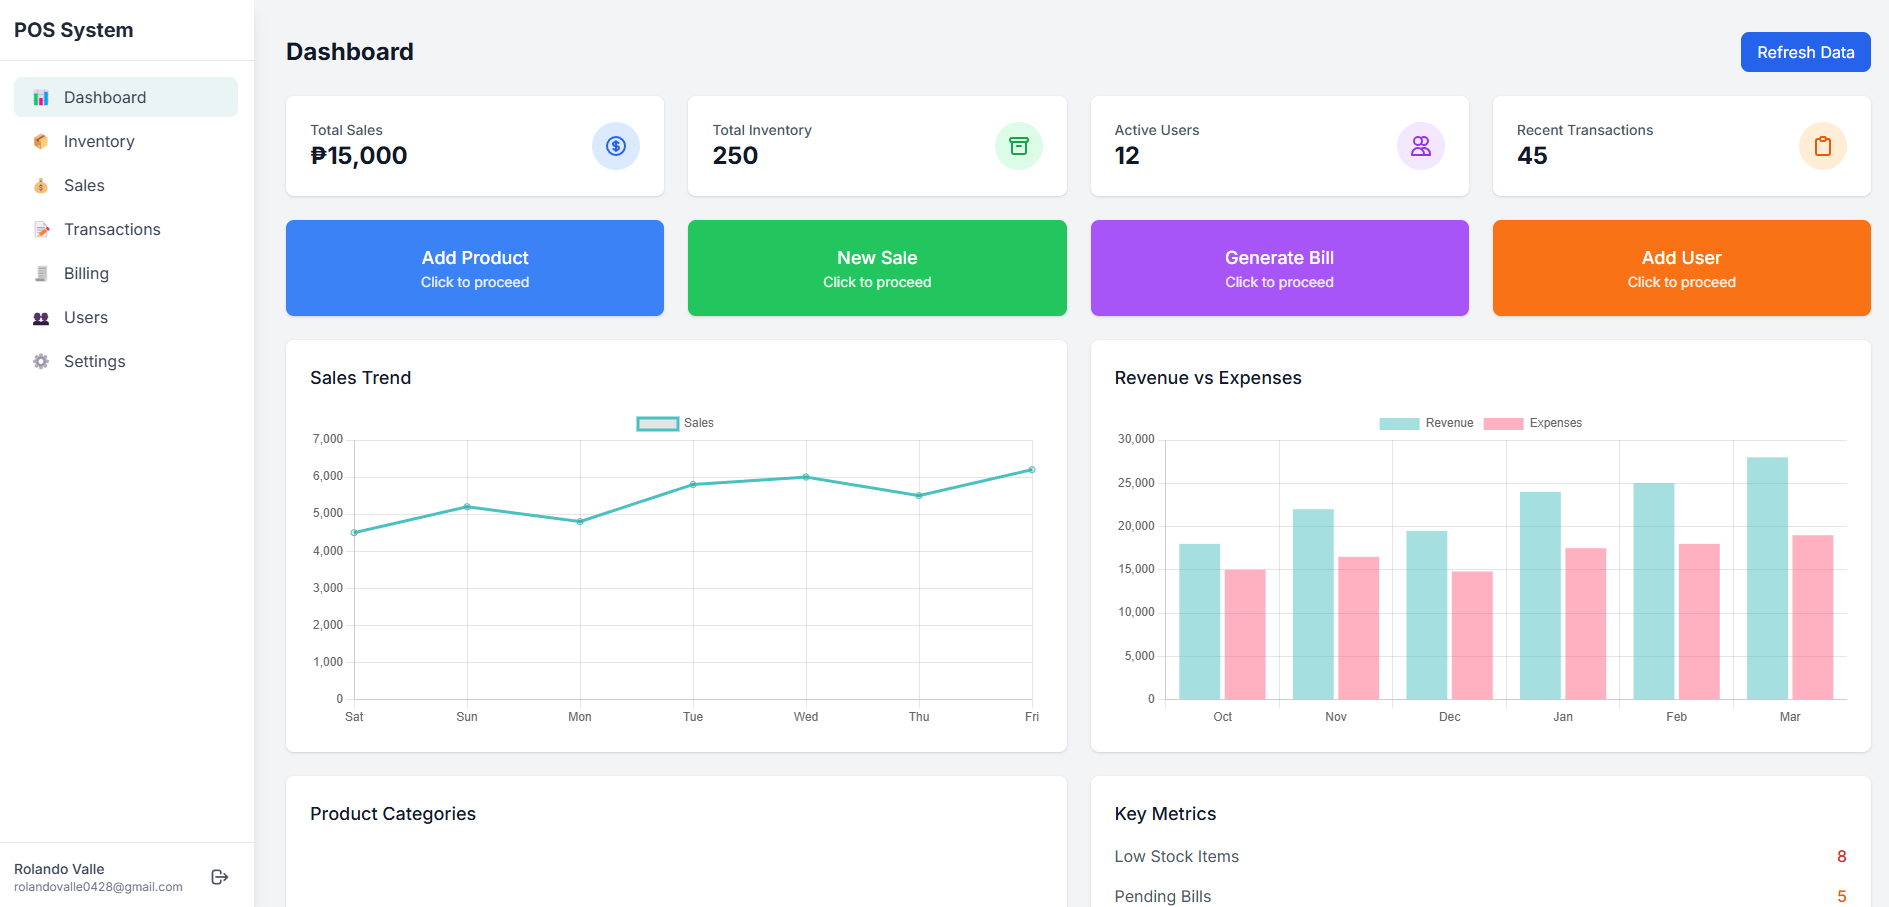 POS System
Dashboard
Inventory
Sales
Transactions
Billing
Users
Settings
Rolando Valle
rolandovalle0428@gmail.com
Dashboard
Refresh Data
Total Sales
₱15,000
Total Inventory
250
Active Users
12
Recent Transactions
45
Add Product
Click to proceed
New Sale
Click to proceed
Generate Bill
Click to proceed
Add User
Click to proceed
Sales Trend
Sales
7,000
6,000
5,000
4,000
3,000
2,000
1,000
0
Sat Sun Mon Tue Wed Thu Fri
Revenue vs Expenses
Revenue Expenses
30,000
25,000
20,000
15,000
10,000
5,000
0
Oct Nov Dec Jan Feb Mar
Product Categories
Key Metrics
Low Stock Items 8
Pending Bills 5